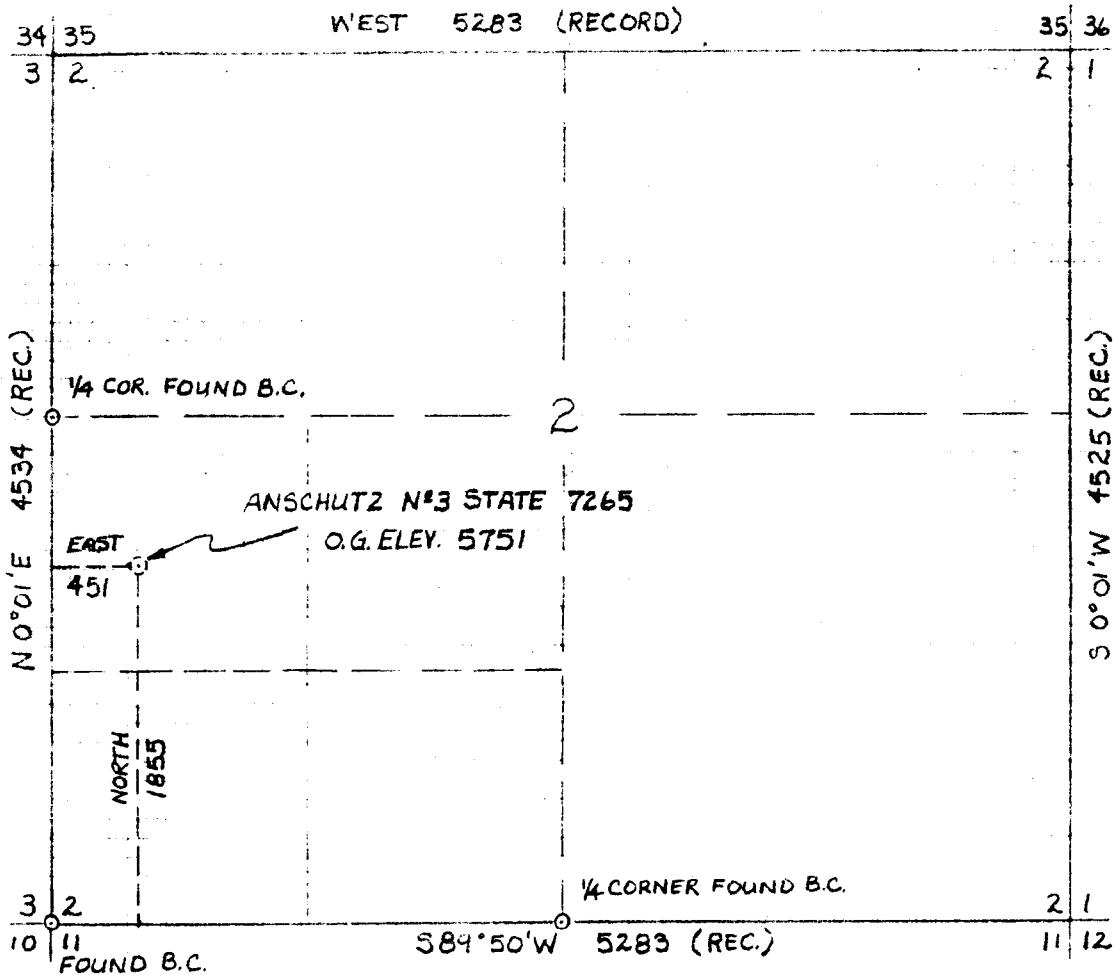 WEST 5283 (RECORD)
34 35
35 36
3 2
2 1
N 0°01'E 4534 (REC.)
1/4 COR. FOUND B.C.
2
S 0°01'W 4525 (REC.)
ANSCHUTZ Nº3 STATE 7265
O.G. ELEV. 5751
EAST
451
NORTH
1855
1/4 CORNER FOUND B.C.
3 2
2 1
10 11
S89°50'W 5283 (REC.)
11 12
FOUND B.C.